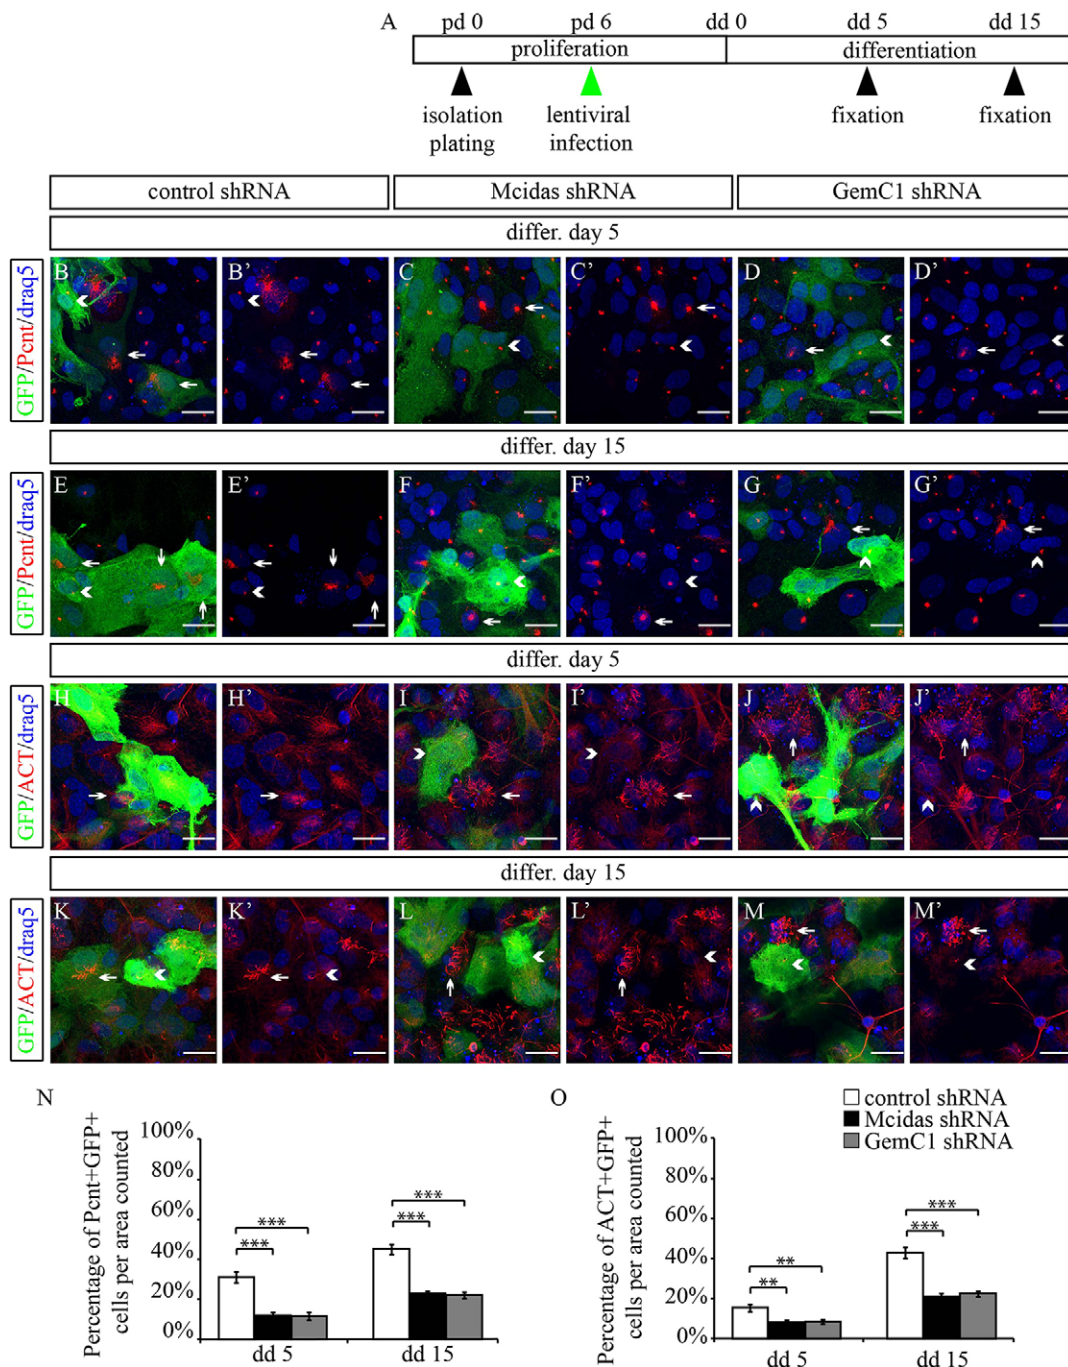 A
pd 0 pd 6 dd 0 dd 5 dd 15
proliferation differentiation
isolation plating
lentiviral infection
fixation
fixation
control shRNA Mcidas shRNA GemC1 shRNA
differ. day 5
GFP/Pcnt/draq5
B B' C C' D D'
differ. day 15
GFP/Pcnt/draq5
E E' F F' G G'
differ. day 5
GFP/ACT/draq5
H H' I I' J J'
differ. day 15
GFP/ACT/draq5
K K' L L' M M'
N
Percentage of Pcnt+GFP+
cells per area counted
100%
80%
60%
40%
20%
0%
***
***
***
***
dd 5 dd 15
O
control shRNA
Mcidas shRNA
GemC1 shRNA
Percentage of ACT+GFP+
cells per area counted
100%
80%
60%
40%
20%
0%
**
**
***
***
dd 5 dd 15